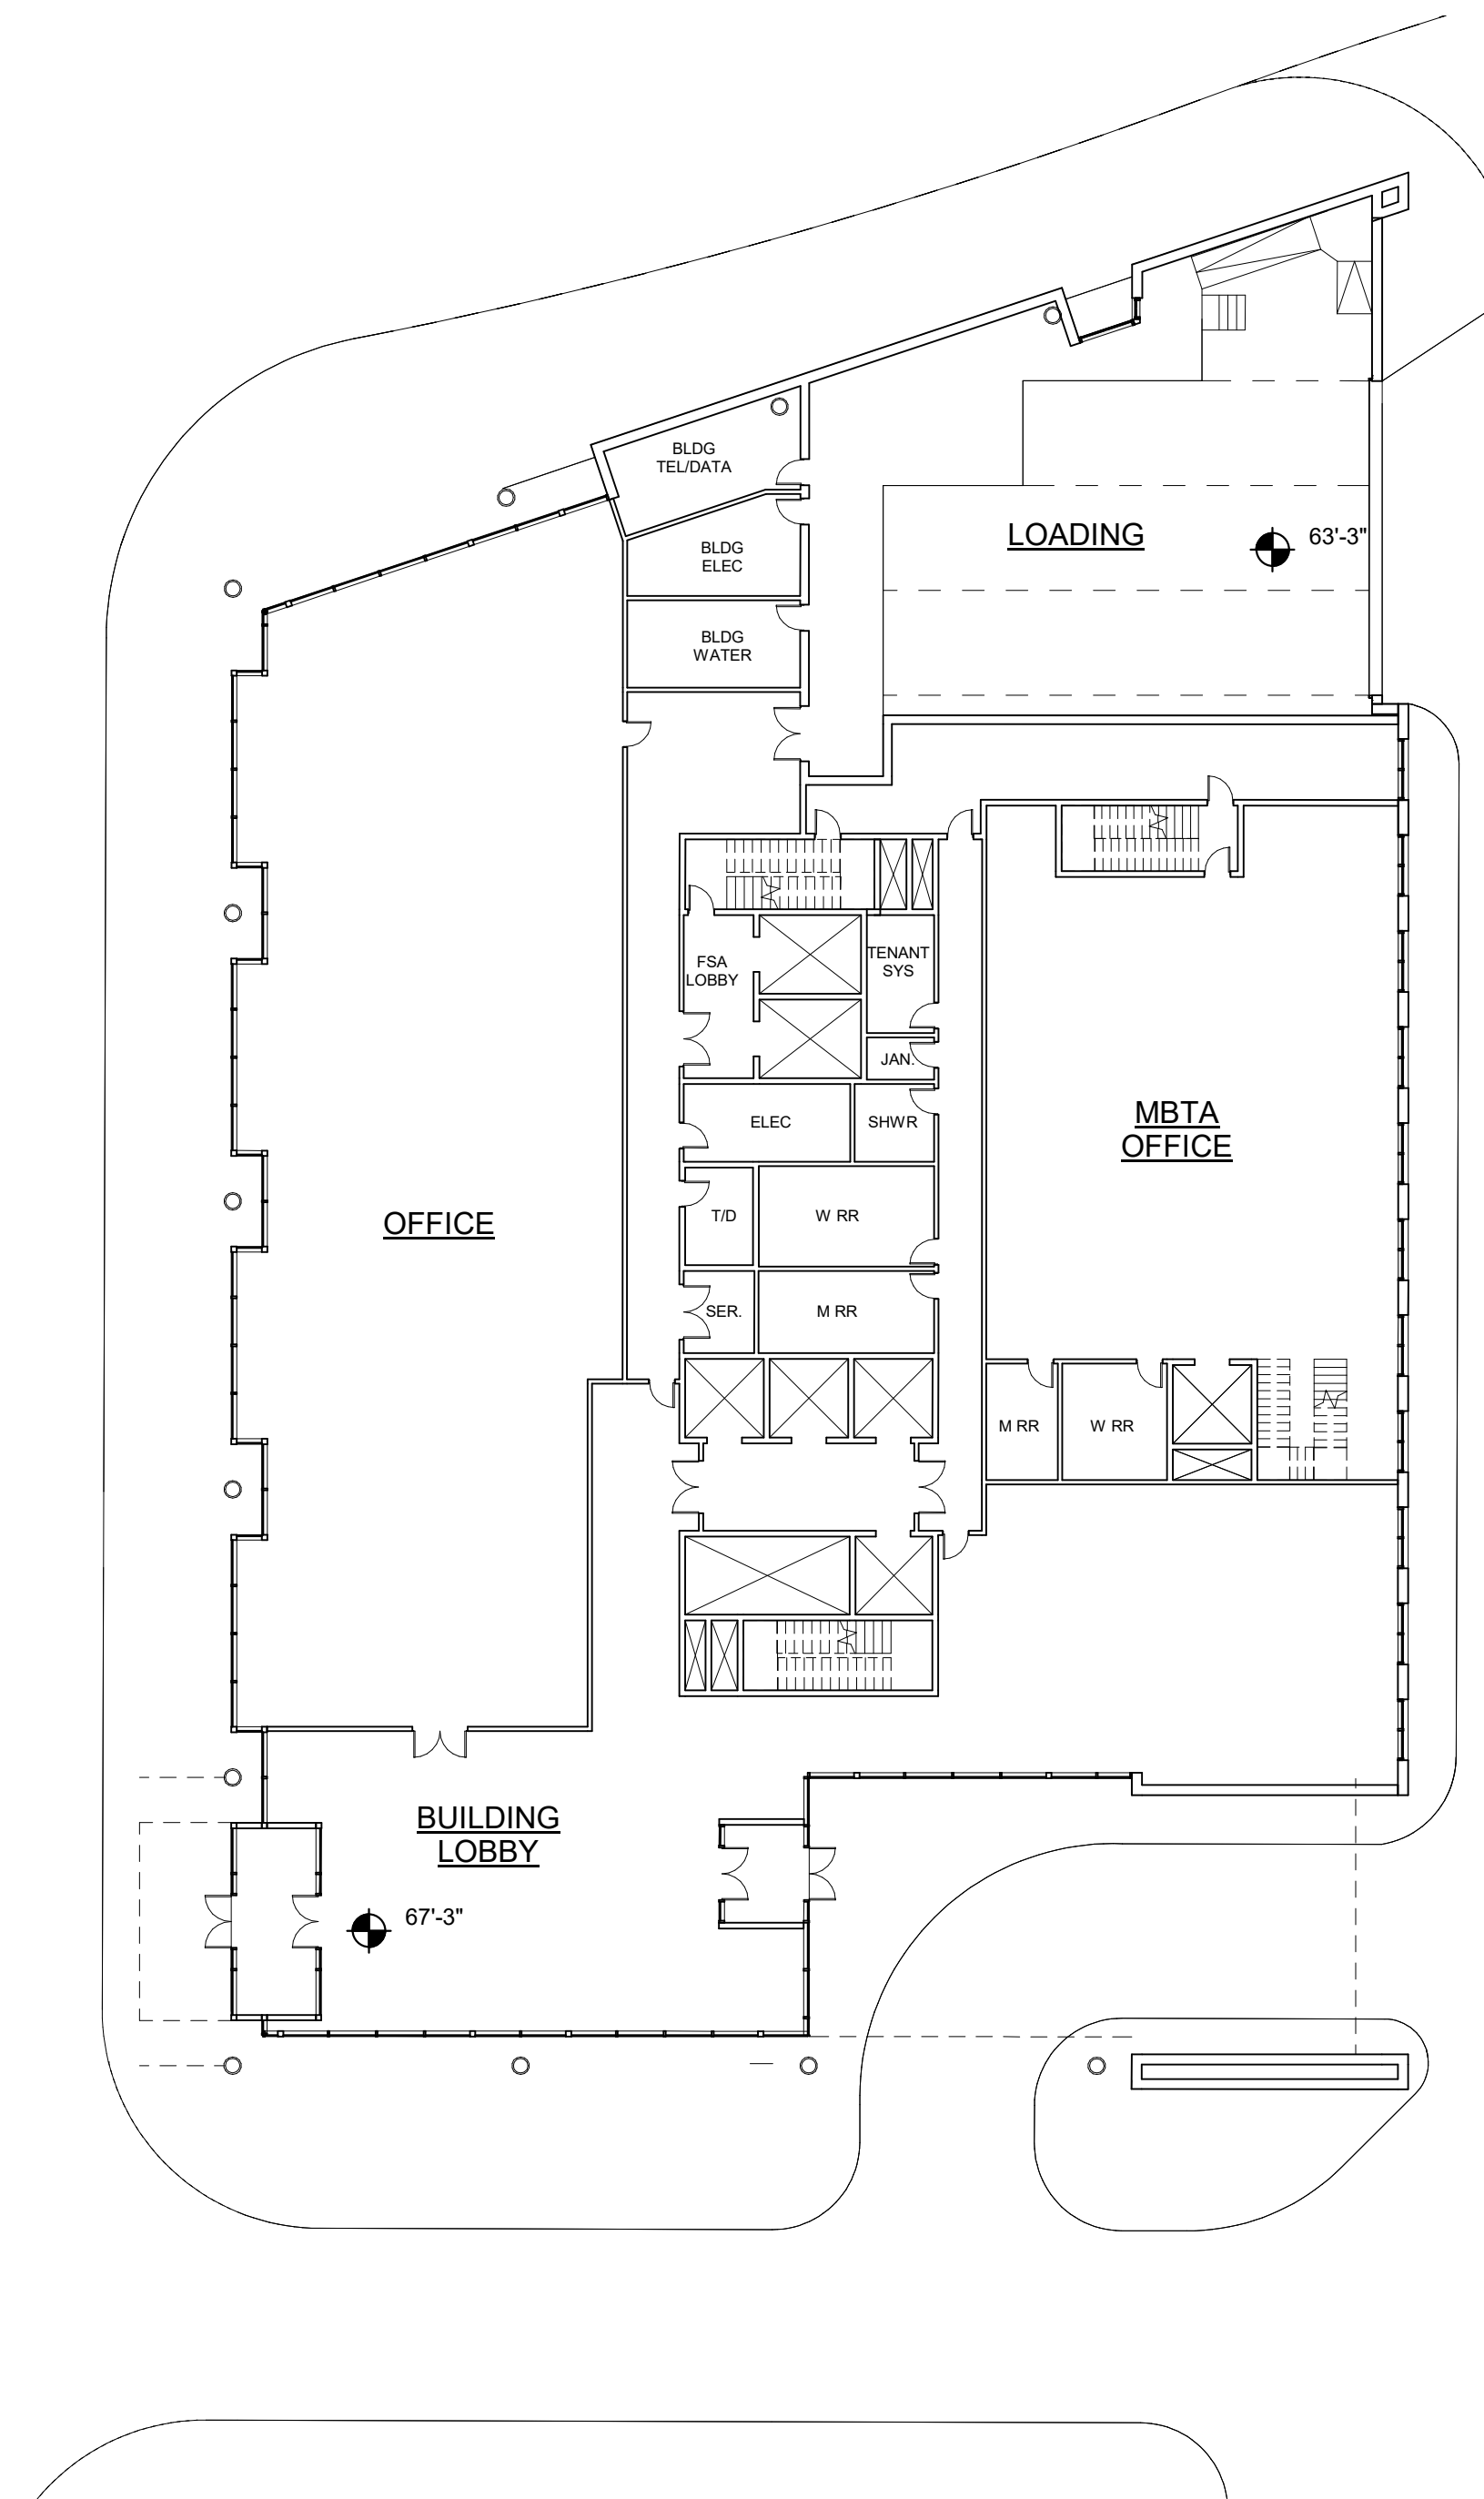 BLDG
TEL/DATA
LOADING
63'-3"
BLDG
ELEC
BLDG
WATER
FSA
LOBBY
TENANT
SYS
JAN.
ELEC
SHWR
MBTA
OFFICE
OFFICE
T/D
W RR
SER.
M RR
M RR
W RR
BUILDING
LOBBY
67'-3"